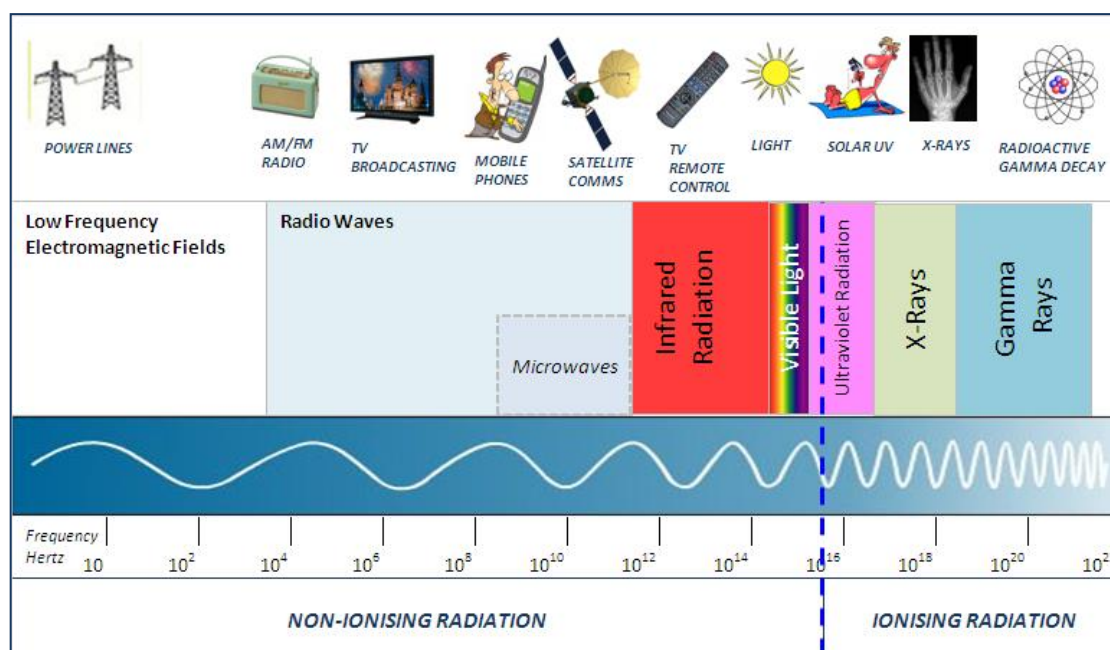 POWER LINES
AM/FM
RADIO
TV
BROADCASTING
MOBILE
PHONES
SATELLITE
COMMS
TV
REMOTE
CONTROL
LIGHT
SOLAR UV
X-RAYS
RADIOACTIVE
GAMMA DECAY
Low Frequency
Electromagnetic Fields
Radio Waves
Microwaves
Infrared
Radiation
Visible Light
Ultraviolet Radiation
X-Rays
Gamma
Rays
Frequency
Hertz
10 10² 10⁴ 10⁶ 10⁸ 10¹⁰ 10¹² 10¹⁴ 10¹⁶ 10¹⁸ 10²⁰
NON-IONISING RADIATION
IONISING RADIATION